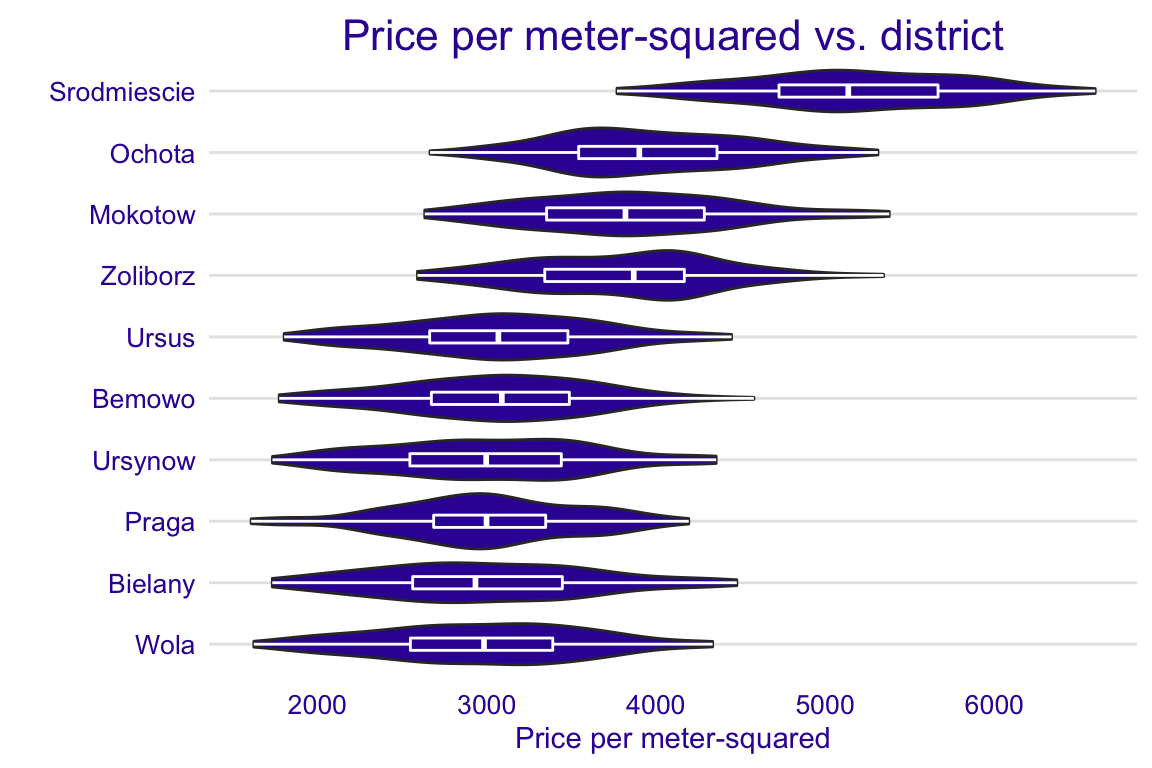 Price per meter-squared vs. district
Srodmiescie
Ochota
Mokotow
Zoliborz
Ursus
Bemowo
Ursynow
Praga
Bielany
Wola
2000 3000 4000 5000 6000
Price per meter-squared